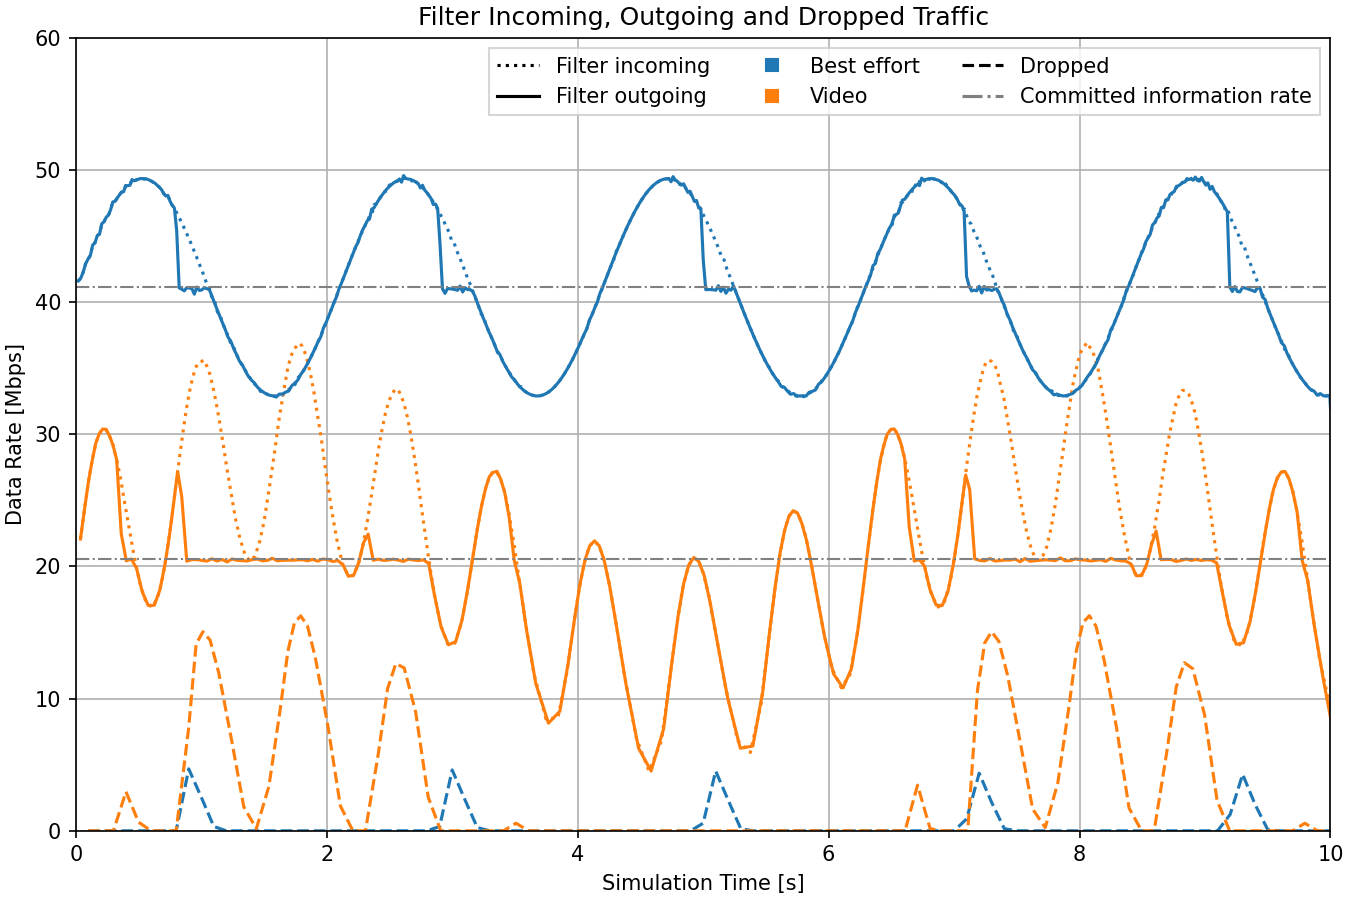 Filter Incoming, Outgoing and Dropped Traffic
Filter incoming
Filter outgoing
Best effort
Video
Dropped
Committed information rate
Data Rate [Mbps]
60
50
40
30
20
10
0
0 2 4 6 8 10
Simulation Time [s]